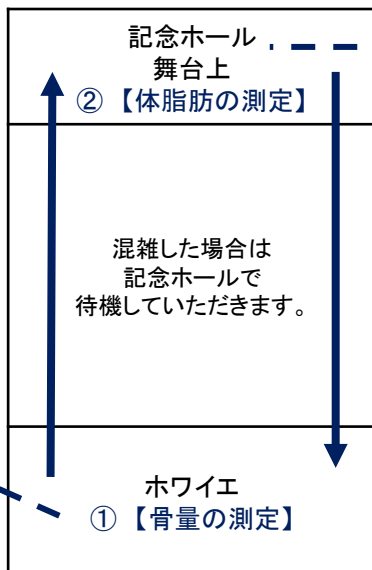 記念ホール
舞台上
② 【体脂肪の測定】
混雑した場合は
記念ホールで
待機していただきます。
ホワイエ
① 【骨量の測定】